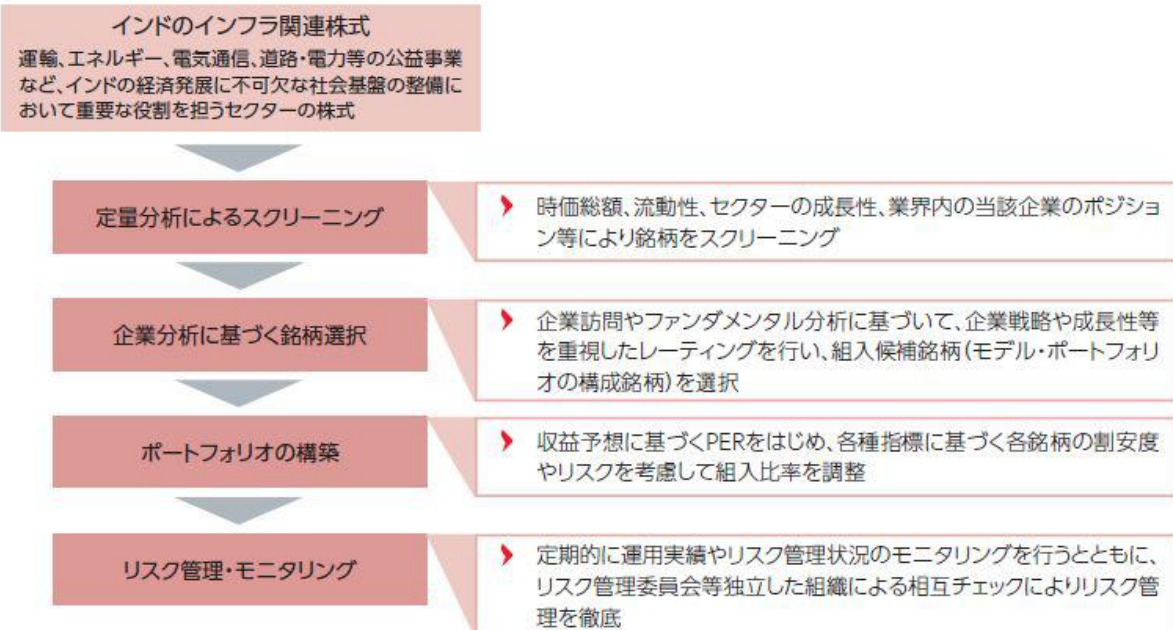 インドのインフラ関連株式
運輸、エネルギー、電気通信、道路・電力等の公益事業
など、インドの経済発展に不可欠な社会基盤の整備に
おいて重要な役割を担うセクターの株式
定量分析によるスクリーニング
時価総額、流動性、セクターの成長性、業界内の当該企業のポジショ
ン等により銘柄をスクリーニング
企業分析に基づく銘柄選択
企業訪問やファンダメンタル分析に基づいて、企業戦略や成長性等
を重視したレーティングを行い、組入候補銘柄(モデル・ポートフォリ
オの構成銘柄)を選択
ポートフォリオの構築
収益予想に基づくPERをはじめ、各種指標に基づく各銘柄の割安度
やリスクを考慮して組入比率を調整
リスク管理・モニタリング
定期的に運用実績やリスク管理状況のモニタリングを行うとともに、
リスク管理委員会等独立した組織による相互チェックによりリスク管
理を徹底